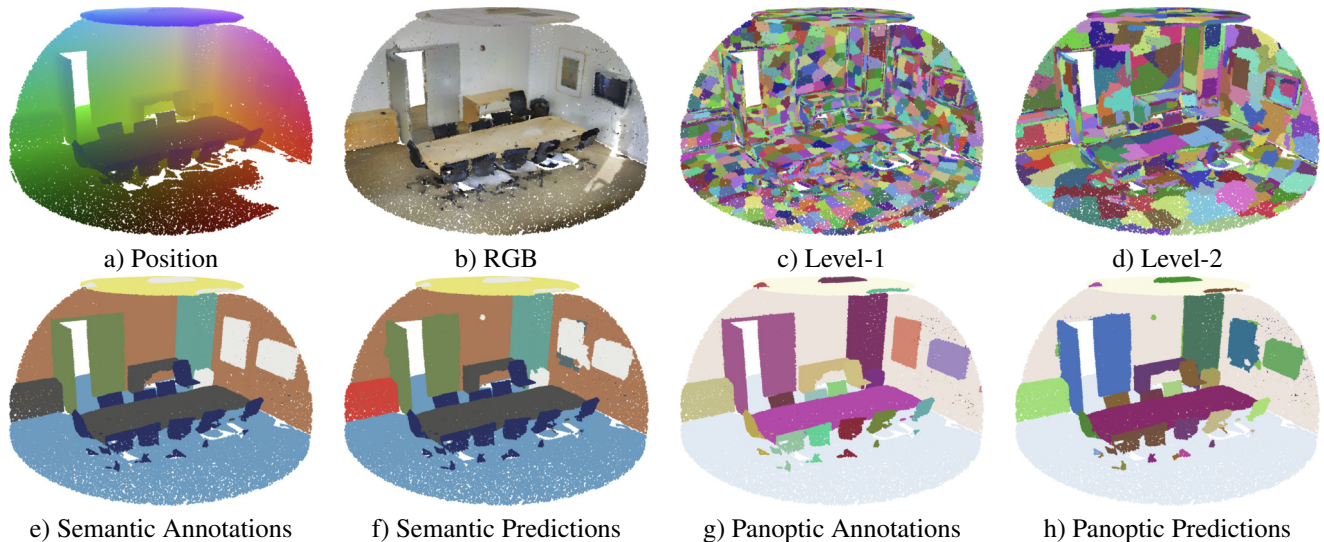 a) Position
b) RGB
c) Level-1
d) Level-2
e) Semantic Annotations
f) Semantic Predictions
g) Panoptic Annotations
h) Panoptic Predictions